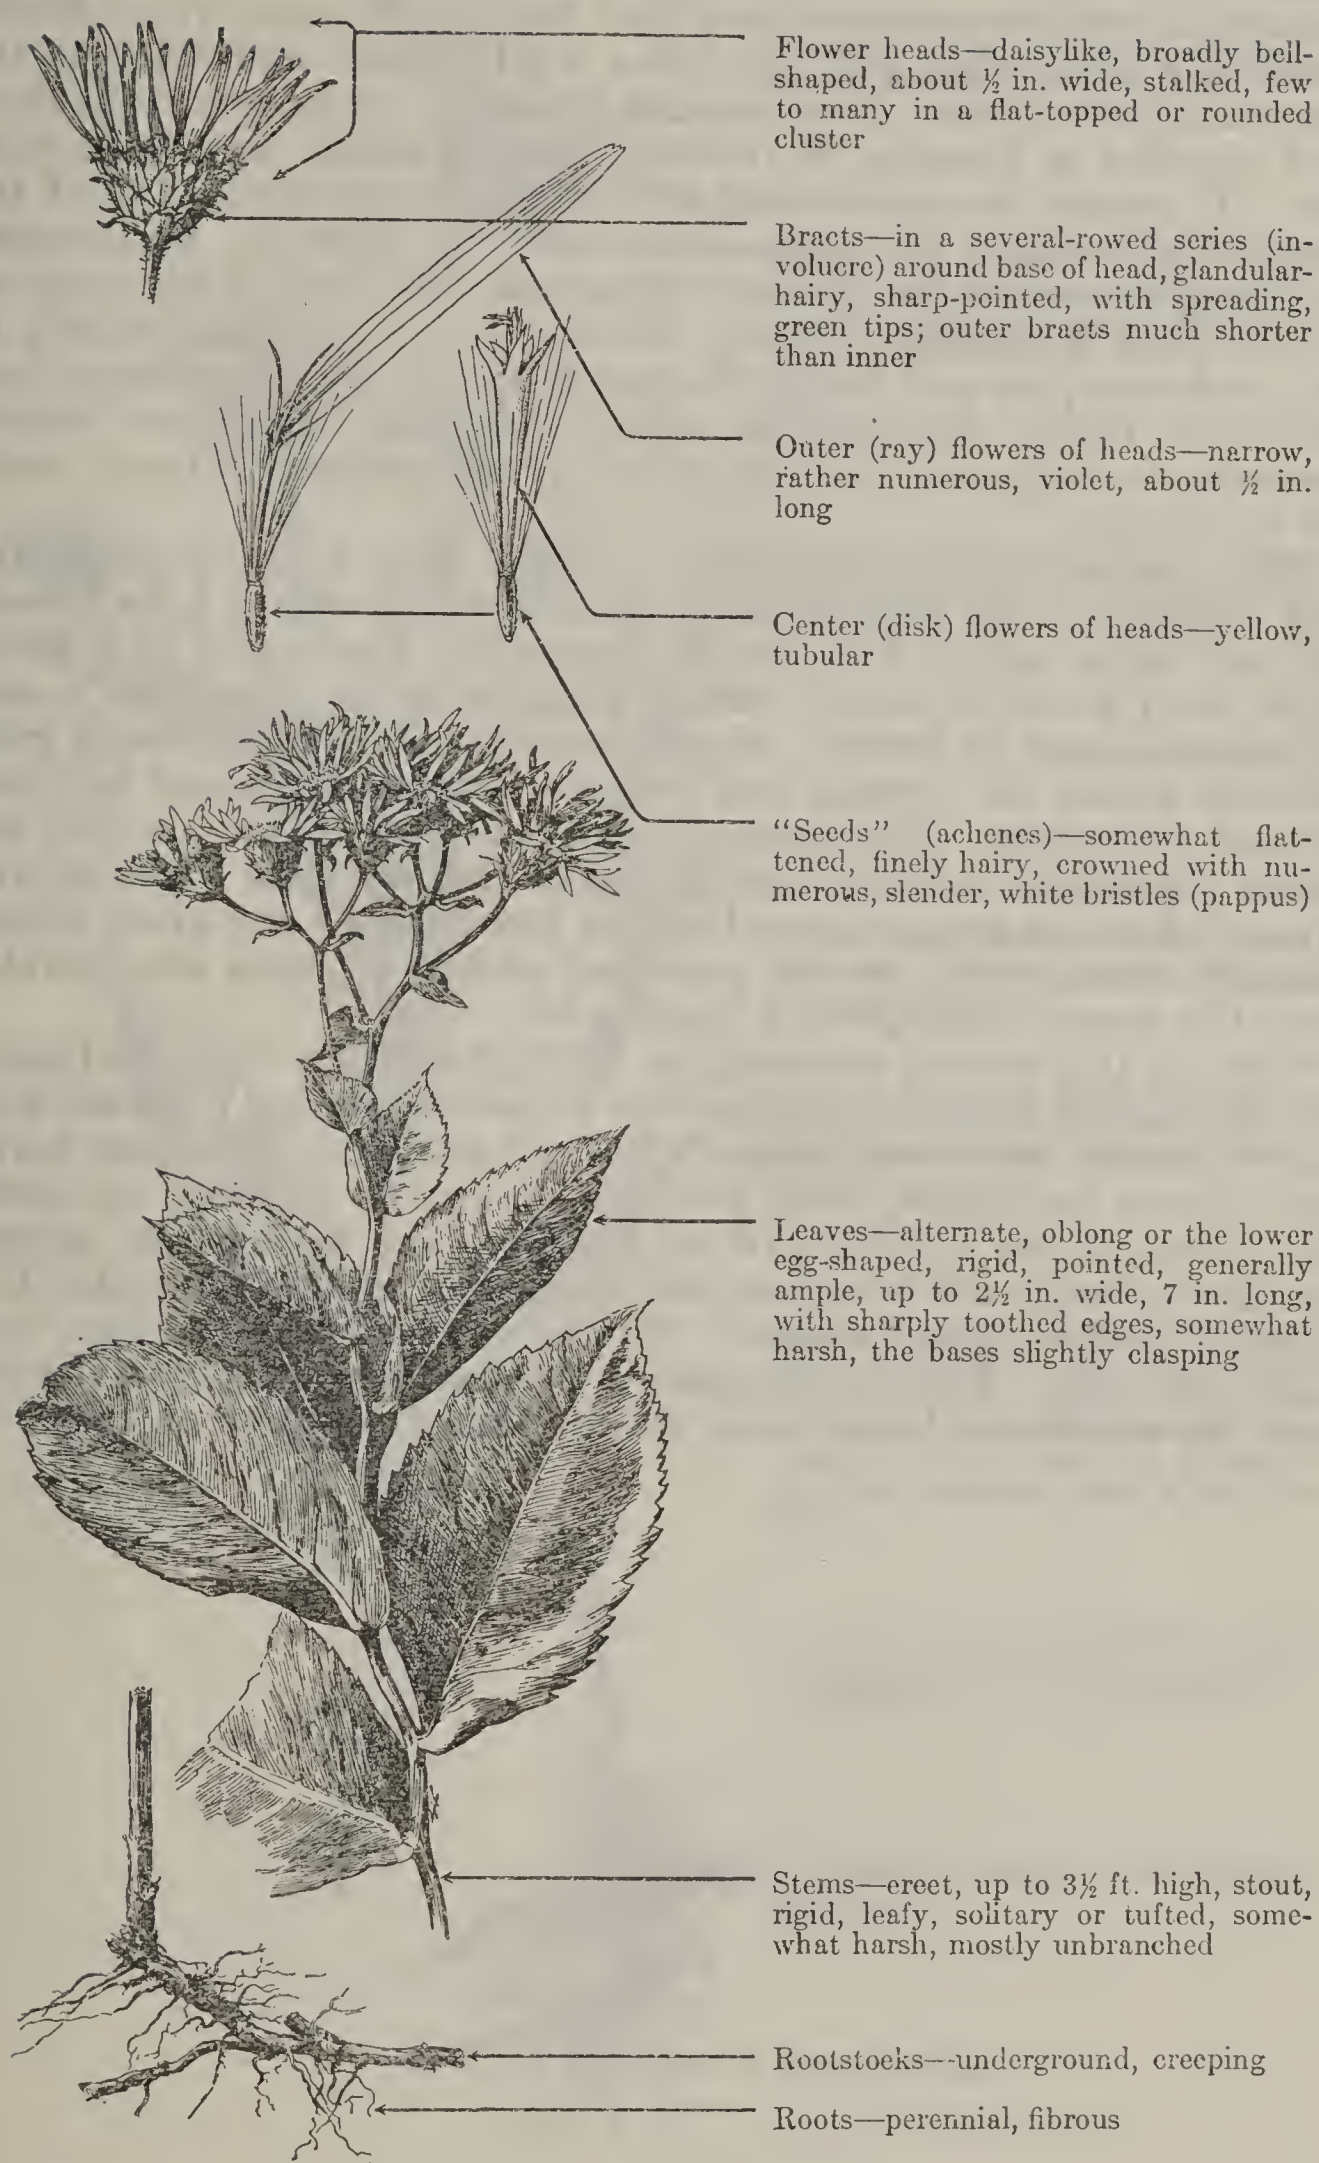 Flower heads—daisylike, broadly bell-
shaped, about ½ in. wide, stalked, few
to many in a flat-topped or rounded
cluster
Bracts—in a several-rowed series (in-
volucre) around base of head, glandular-
hairy, sharp-pointed, with spreading,
green tips; outer bracts much shorter
than inner
Outer (ray) flowers of heads—narrow,
rather numerous, violet, about ½ in.
long
Center (disk) flowers of heads—yellow,
tubular
“Seeds” (achenes)—somewhat flat-
tened, finely hairy, crowned with nu-
merous, slender, white bristles (pappus)
Leaves—alternate, oblong or the lower
egg-shaped, rigid, pointed, generally
ample, up to 2½ in. wide, 7 in. long,
with sharply toothed edges, somewhat
harsh, the bases slightly clasping
Stems—erect, up to 3½ ft. high, stout,
rigid, leafy, solitary or tufted, some-
what harsh, mostly unbranched
Rootstocks—underground, creeping
Roots—perennial, fibrous